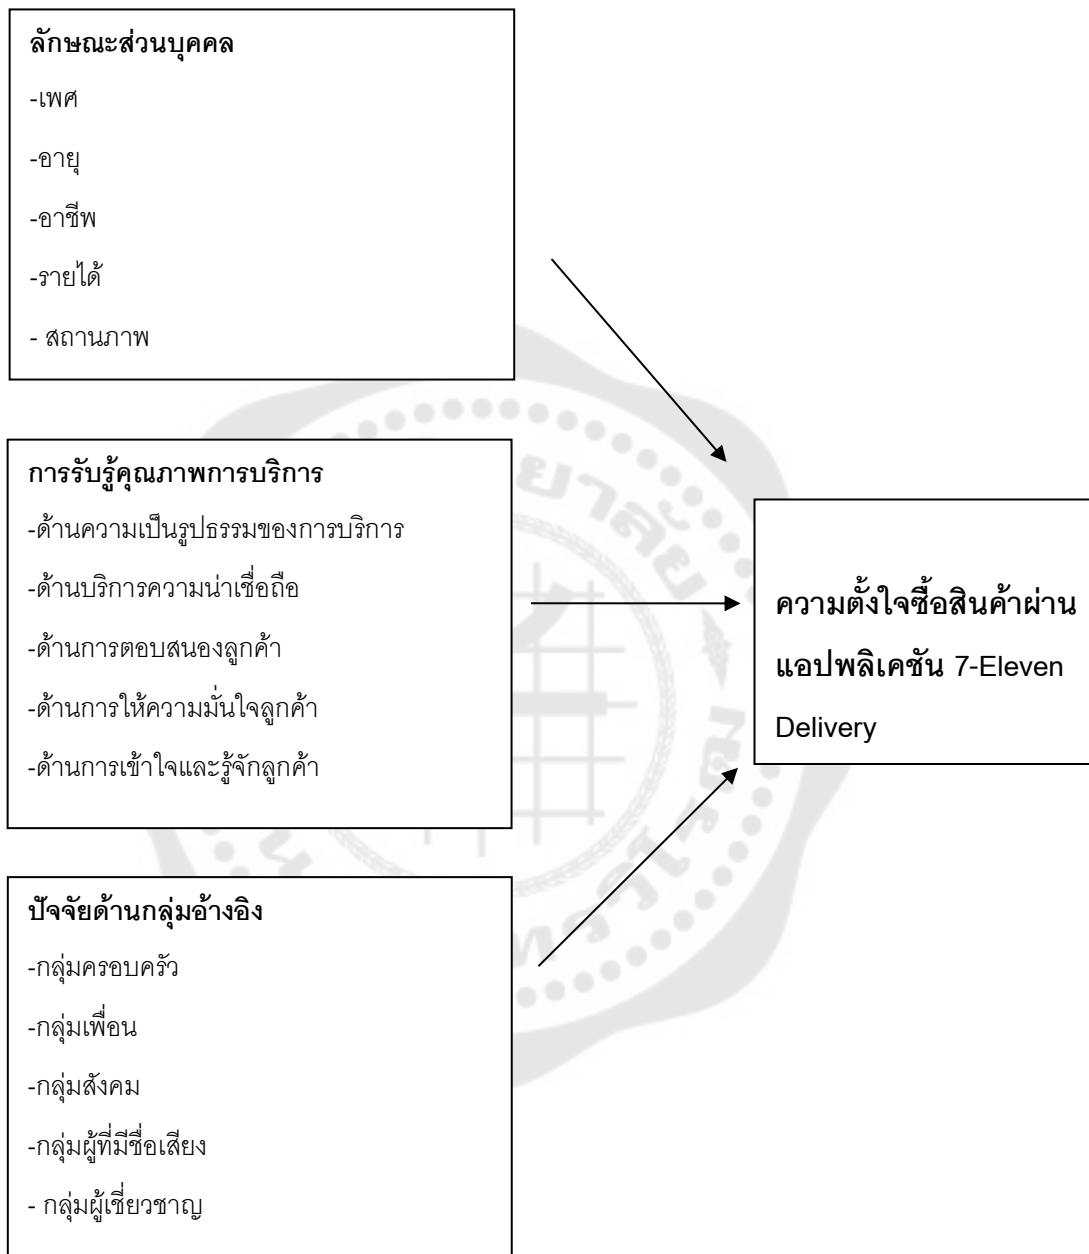 ลักษณะส่วนบุคคล
-เพศ
-อายุ
-อาชีพ
-รายได้
- สถานภาพ
การรับรู้คุณภาพการบริการ
-ด้านความเป็นรูปธรรมของการบริการ
-ด้านบริการความน่าเชื่อถือ
-ด้านการตอบสนองลูกค้า
-ด้านการให้ความมั่นใจลูกค้า
-ด้านการเข้าใจและรู้จักลูกค้า
ปัจจัยด้านกลุ่มอ้างอิง
-กลุ่มครอบครัว
-กลุ่มเพื่อน
-กลุ่มสังคม
-กลุ่มผู้ที่มีชื่อเสียง
- กลุ่มผู้เชี่ยวชาญ
ความตั้งใจซื้อสินค้าผ่าน
แอปพลิเคชัน 7-Eleven
Delivery